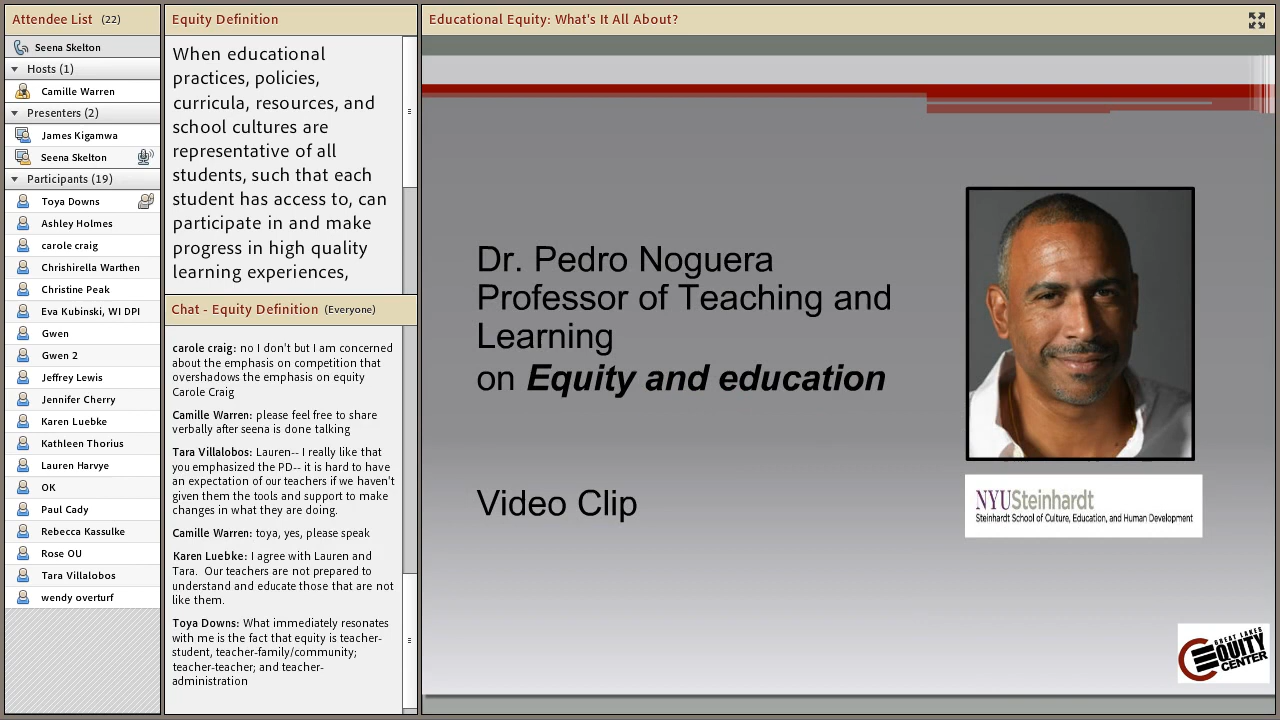 Attendee List (22)
Seena Skelton
Hosts (1)
Camille Warren
Presenters (2)
James Kigamwa
Seena Skelton
Participants (19)
Toya Downs
Ashley Holmes
carole craig
Chrishirella Warthen
Christine Peak
Eva Kubinski, WI DPI
Gwen
Gwen 2
Jeffrey Lewis
Jennifer Cherry
Karen Luebke
Kathleen Thorius
Lauren Harvye
OK
Paul Cady
Rebecca Kassulke
Rose OU
Tara Villalobos
wendy overturf
Equity Definition
When educational
practices, policies,
curricula, resources, and
school cultures are
representative of all
students, such that each
student has access to, can
participate in and make
progress in high quality
learning experiences,
Chat - Equity Definition (Everyone)
carole craig: no I don't but I am concerned
about the emphasis on competition that
overshadows the emphasis on equity
Carole Craig
Camille Warren: please feel free to share
verbally after seena is done talking
Tara Villalobos: Lauren-- I really like that
you emphasized the PD-- it is hard to have
an expectation of our teachers if we haven't
given them the tools and support to make
changes in what they are doing.
Camille Warren: toya, yes, please speak
Karen Luebke: I agree with Lauren and
Tara.  Our teachers are not prepared to
understand and educate those that are not
like them.
Toya Downs: What immediately resonates
with me is the fact that equity is teacher-
student, teacher-family/community;
teacher-teacher; and teacher-
administration
Educational Equity: What's It All About?
Dr. Pedro Noguera
Professor of Teaching and
Learning
on Equity and education
Video Clip
NYUSteinhardt
Steinhardt School of Culture, Education, and Human Development
GREAT LAKES
EQUITY
CENTER